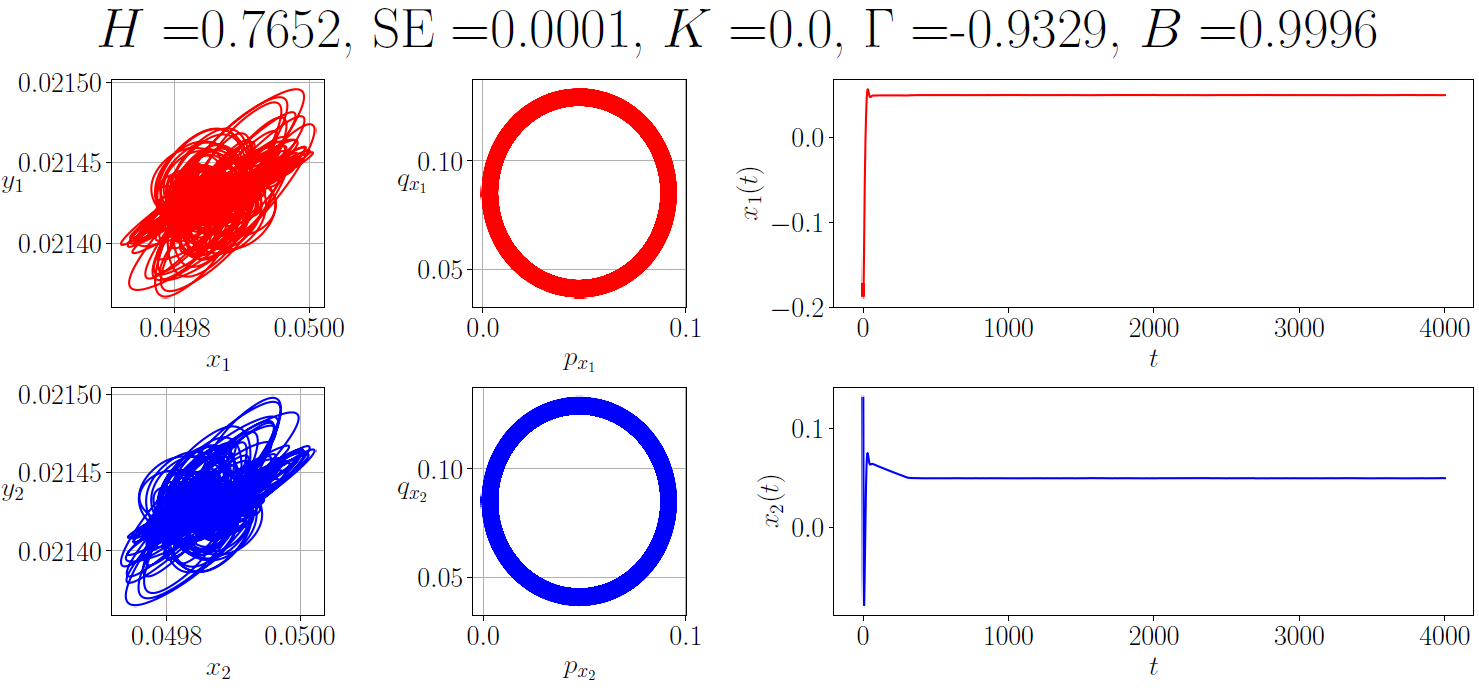 H =0.7652, SE =0.0001, K =0.0, Γ =-0.9329, B =0.9996
0.02150
0.02145
0.02140
y₁
0.0498 0.0500
x₁
0.10
0.05
qₓ₁
0.0 0.1
pₓ₁
0.0
−0.1
−0.2
x₁(t)
0 1000 2000 3000 4000
t
0.02150
0.02145
0.02140
y₂
0.0498 0.0500
x₂
0.10
0.05
qₓ₂
0.0 0.1
pₓ₂
0.1
0.0
x₂(t)
0 1000 2000 3000 4000
t